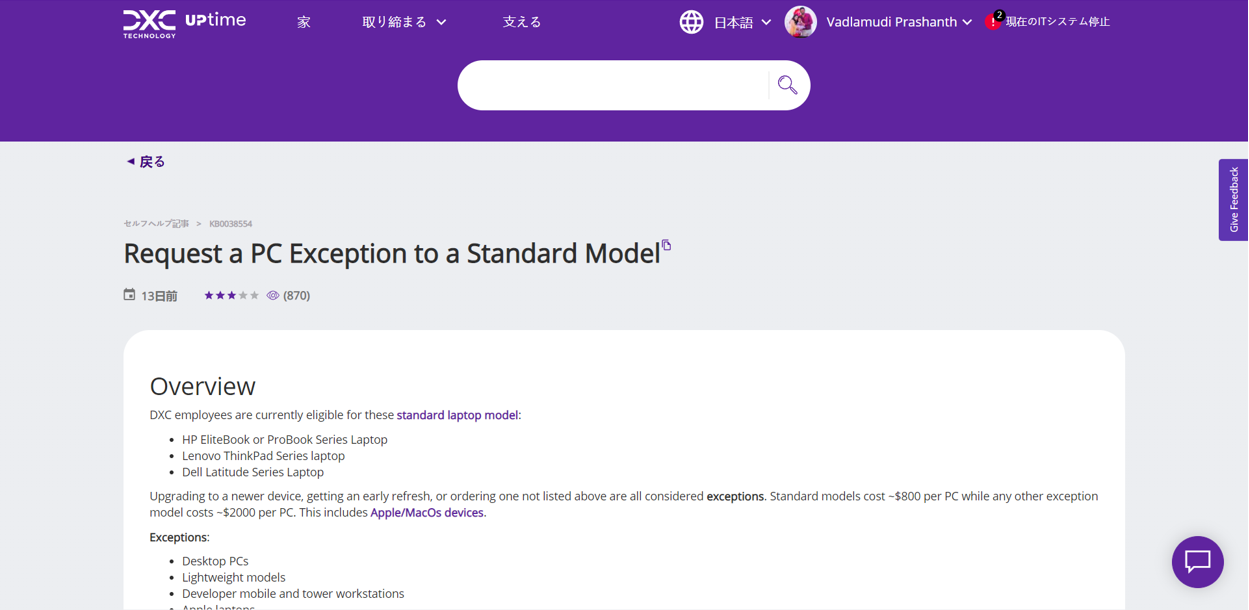 DXC TECHNOLOGY UPtime 家 取り締まる 支える 日本語 Vadlamudi Prashanth 2 現在のITシステム停止
◄ 戻る
Give Feedback
セルフヘルプ記事 > KB0038554
Request a PC Exception to a Standard Model
13日前 (870)
Overview
DXC employees are currently eligible for these standard laptop model:
• HP EliteBook or ProBook Series Laptop
• Lenovo ThinkPad Series laptop
• Dell Latitude Series Laptop
Upgrading to a newer device, getting an early refresh, or ordering one not listed above are all considered exceptions. Standard models cost ~$800 per PC while any other exception
model costs ~$2000 per PC. This includes Apple/MacOs devices.
Exceptions:
• Desktop PCs
• Lightweight models
• Developer mobile and tower workstations
• Apple laptops